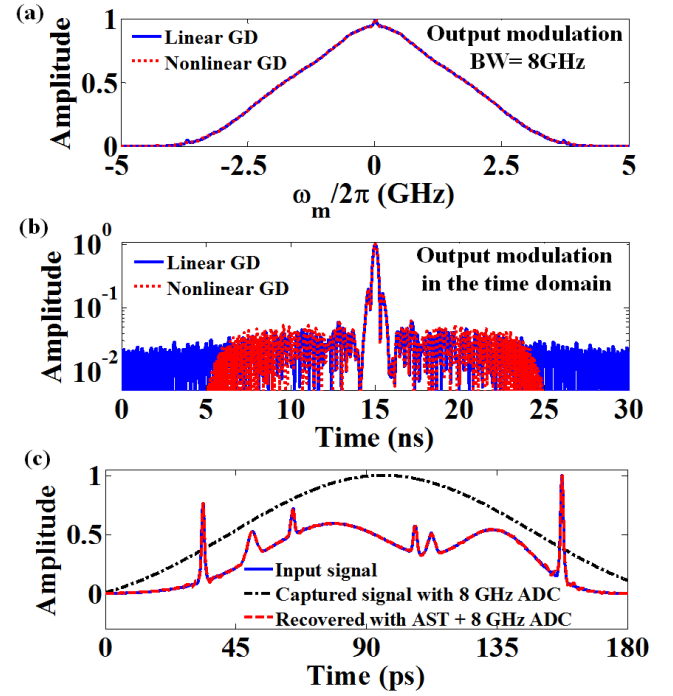 (a)
Linear GD
Nonlinear GD
Output modulation
BW= 8GHz
Amplitude
1
0.5
0
-5 -2.5 0 2.5 5
ω_m/2π (GHz)
(b)
Linear GD
Nonlinear GD
Output modulation
in the time domain
Amplitude
10^0
10^-1
10^-2
0 5 10 15 20 25 30
Time (ns)
(c)
Amplitude
1
0.5
0
Input signal
Captured signal with 8 GHz ADC
Recovered with AST + 8 GHz ADC
0 45 90 135 180
Time (ps)